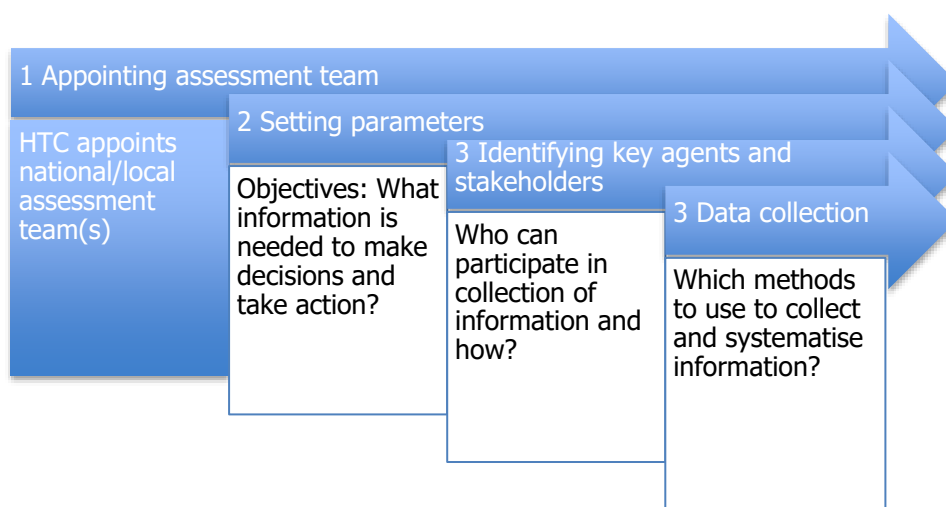 1 Appointing assessment team
HTC appoints
national/local
assessment
team(s)
2 Setting parameters
Objectives: What
information is
needed to make
decisions and
take action?
3 Identifying key agents and
stakeholders
Who can
participate in
collection of
information and
how?
3 Data collection
Which methods
to use to collect
and systematise
information?